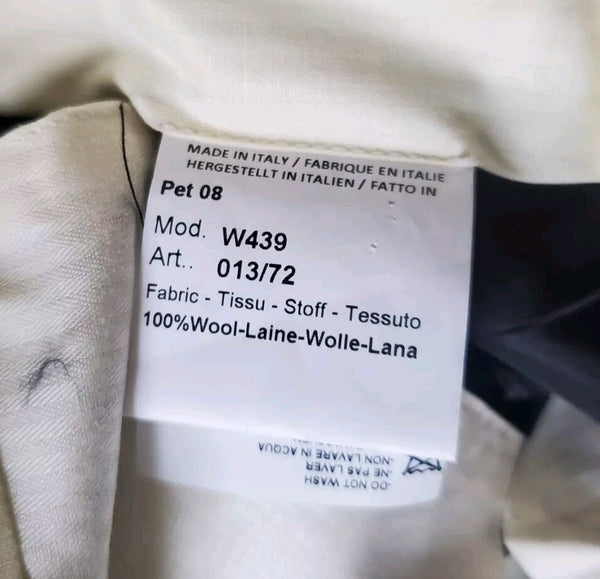 MADE IN ITALY / FABRIQUE EN ITALIE
HERGESTELLT IN ITALIEN / FATTO IN
Pet 08
Mod. W439
Art.. 013/72
Fabric - Tissu - Stoff - Tessuto
100%Wool-Laine-Wolle-Lana
-DO NOT WASH
-NE PAS LAVER
-NON LAVARE IN ACQUA